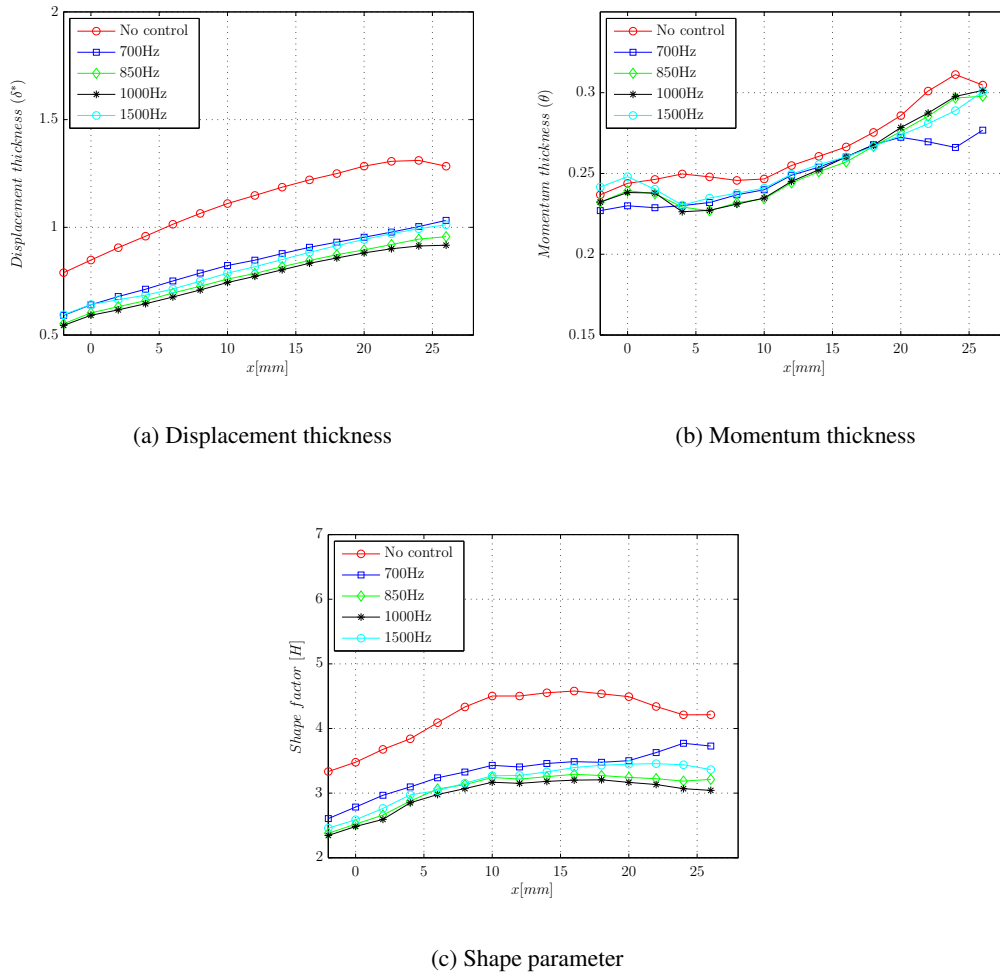 2
1.5
1
0.5
Displacement thickness (δ*)
No control
700Hz
850Hz
1000Hz
1500Hz
0 5 10 15 20 25
x[mm]
(a) Displacement thickness
0.3
0.25
0.2
0.15
Momentum thickness (θ)
No control
700Hz
850Hz
1000Hz
1500Hz
0 5 10 15 20 25
x[mm]
(b) Momentum thickness
7
6
5
4
3
2
Shape factor [H]
No control
700Hz
850Hz
1000Hz
1500Hz
0 5 10 15 20 25
x[mm]
(c) Shape parameter